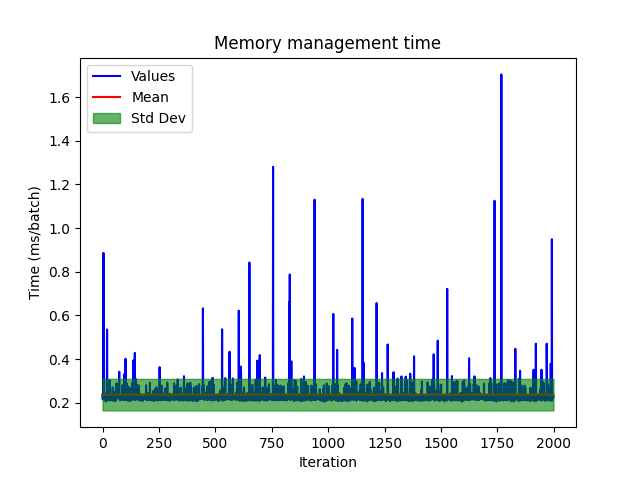 Memory management time
Values
Mean
Std Dev
Time (ms/batch)
1.6
1.4
1.2
1.0
0.8
0.6
0.4
0.2
0 250 500 750 1000 1250 1500 1750 2000
Iteration